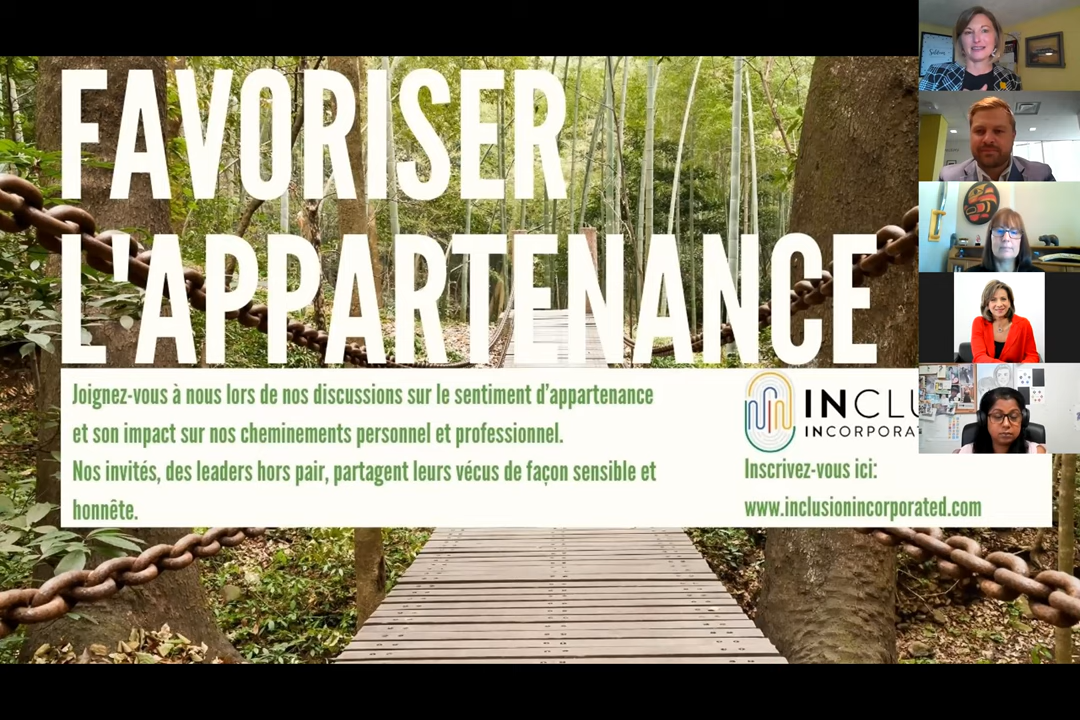 FAVORISER
L'APPARTENANCE
Joignez-vous à nous lors de nos discussions sur le sentiment d'appartenance
et son impact sur nos cheminements personnel et professionnel.
Nos invités, des leaders hors pair, partagent leurs vécus de façon sensible et
honnête.
INCLU
INCORPORA
Inscrivez-vous ici:
www.inclusionincorporated.com